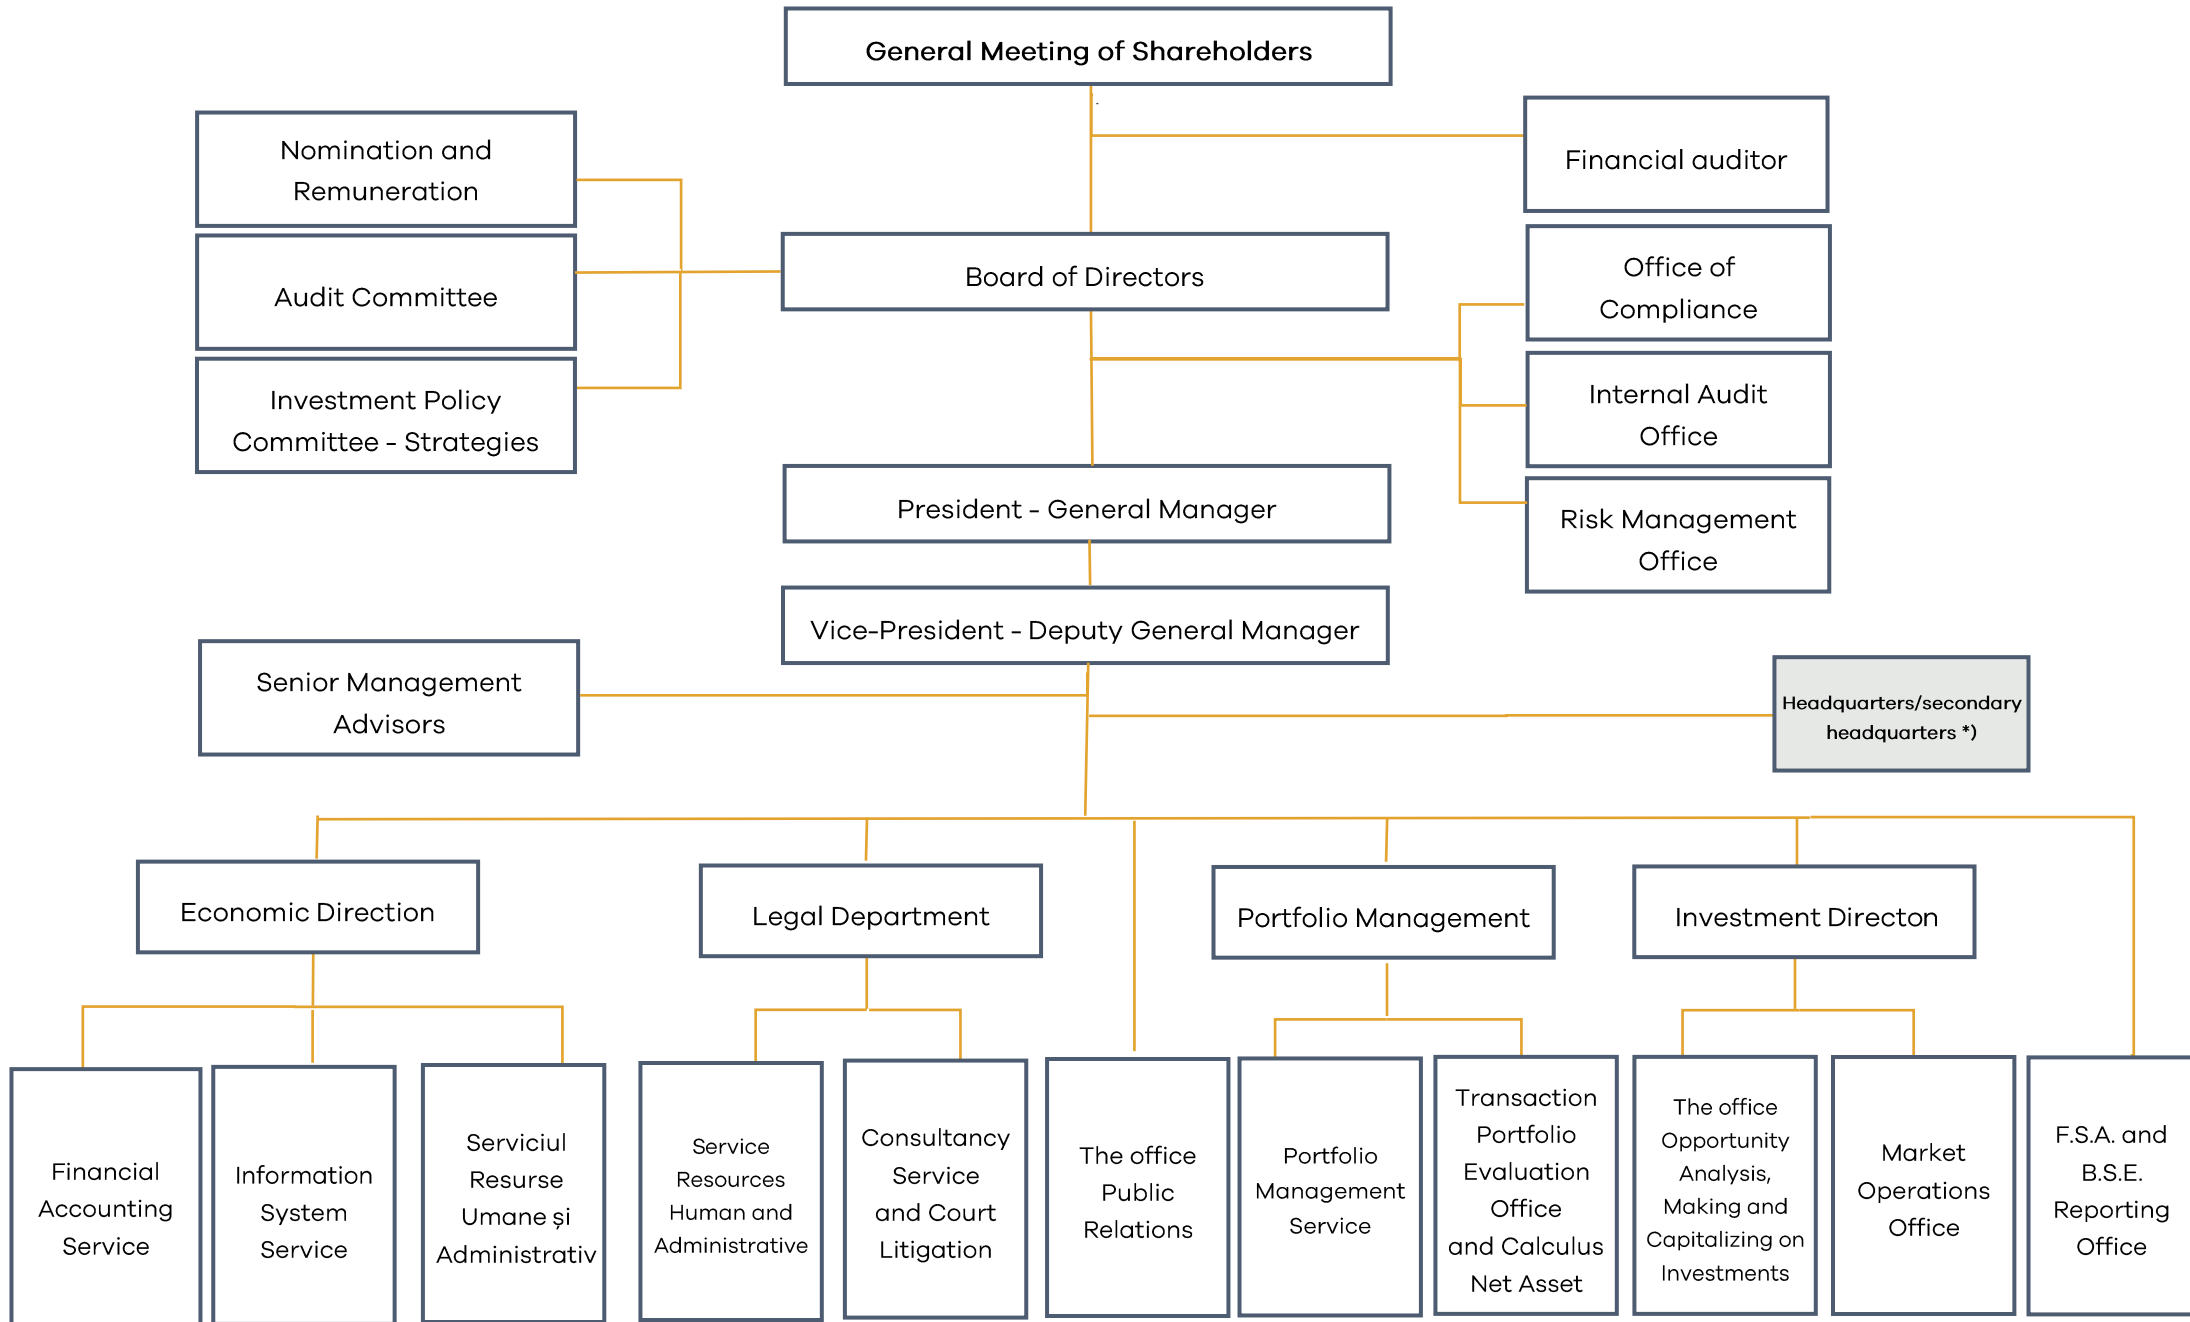 General Meeting of Shareholders
Nomination and
Remuneration
Financial auditor
Audit Committee
Board of Directors
Office of
Compliance
Investment Policy
Committee - Strategies
Internal Audit
Office
President - General Manager
Risk Management
Office
Vice-President - Deputy General Manager
Senior Management
Advisors
Headquarters/secondary
headquarters *)
Economic Direction
Legal Department
Portfolio Management
Investment Directon
Financial
Accounting
Service
Information
System
Service
Serviciul
Resurse
Umane și
Administrativ
Service
Resources
Human and
Administrative
Consultancy
Service
and Court
Litigation
The office
Public
Relations
Portfolio
Management
Service
Transaction
Portfolio
Evaluation
Office
and Calculus
Net Asset
The office
Opportunity
Analysis,
Making and
Capitalizing on
Investments
Market
Operations
Office
F.S.A. and
B.S.E.
Reporting
Office